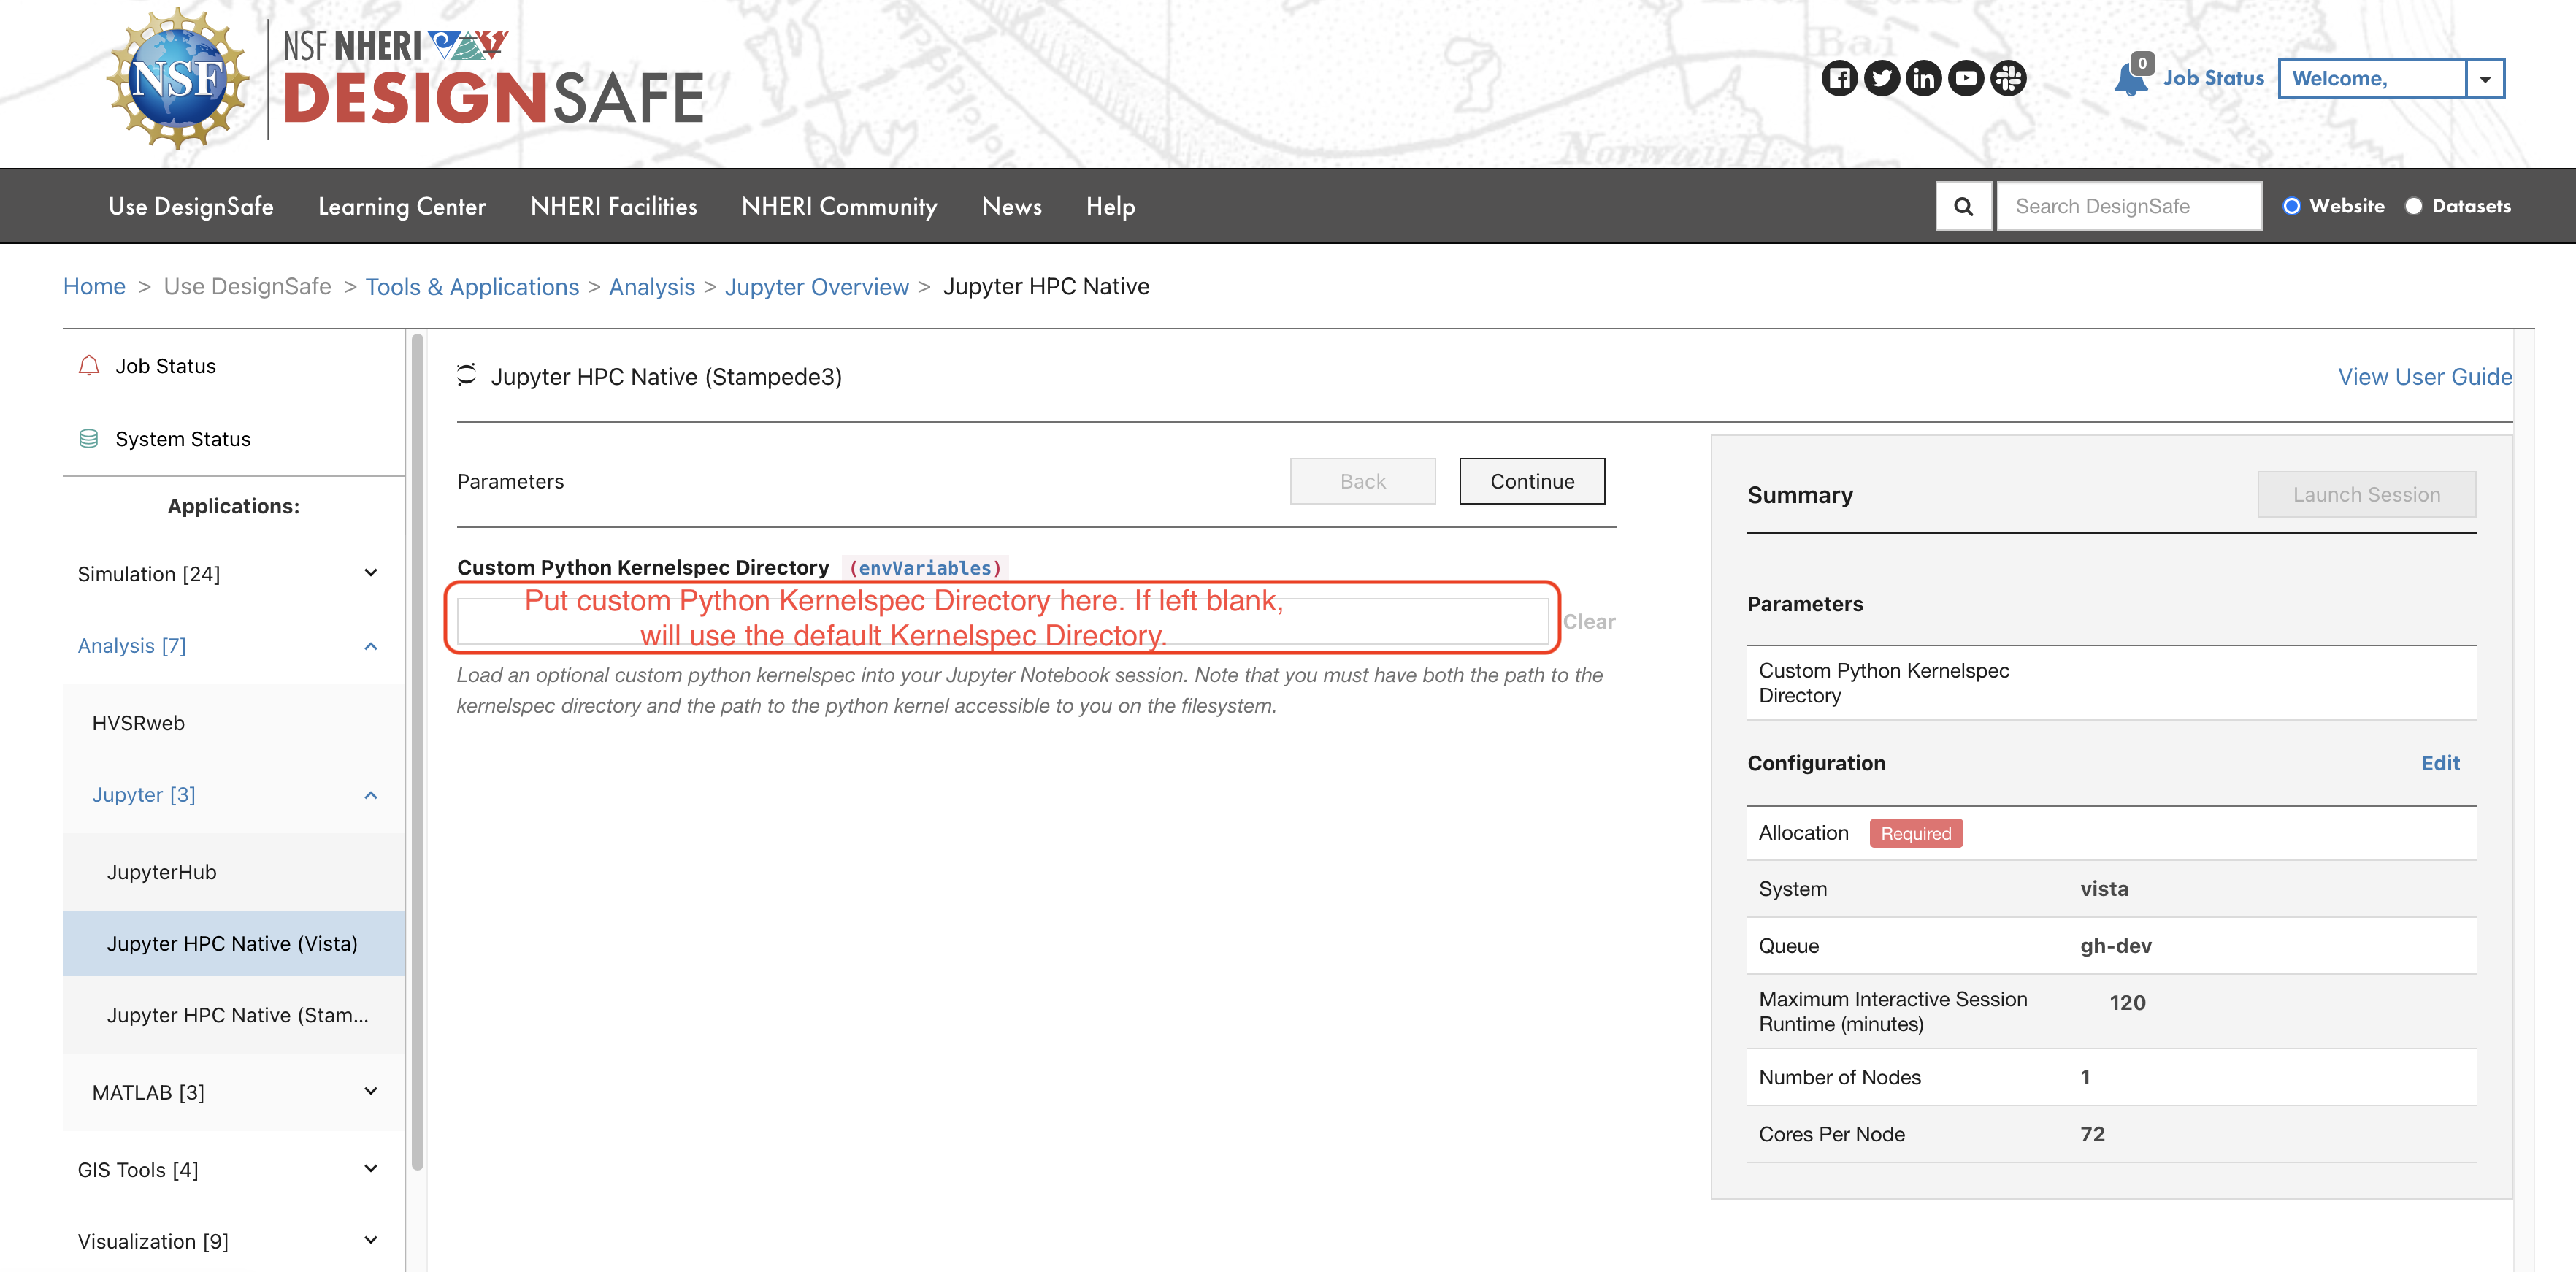 NSF
NSF NHERI
DESIGNSAFE
0
Job Status
Welcome,
Use DesignSafe
Learning Center
NHERI Facilities
NHERI Community
News
Help
Search DesignSafe
Website
Datasets
Home > Use DesignSafe > Tools & Applications > Analysis > Jupyter Overview > Jupyter HPC Native
Job Status
System Status
Applications:
Simulation [24]
Analysis [7]
HVSRweb
Jupyter [3]
JupyterHub
Jupyter HPC Native (Vista)
Jupyter HPC Native (Stam...
MATLAB [3]
GIS Tools [4]
Visualization [9]
Jupyter HPC Native (Stampede3)
View User Guide
Parameters
Back
Continue
Custom Python Kernelspec Directory (envVariables)
Put custom Python Kernelspec Directory here. If left blank,
will use the default Kernelspec Directory.
Clear
Load an optional custom python kernelspec into your Jupyter Notebook session. Note that you must have both the path to the
kernelspec directory and the path to the python kernel accessible to you on the filesystem.
Summary
Launch Session
Parameters
Custom Python Kernelspec
Directory
Configuration
Edit
Allocation Required
System vista
Queue gh-dev
Maximum Interactive Session
Runtime (minutes) 120
Number of Nodes 1
Cores Per Node 72